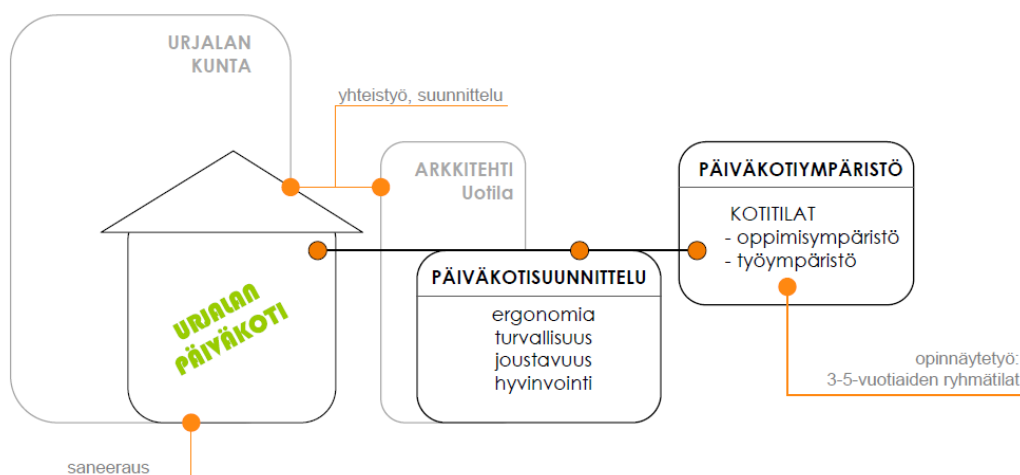 URJALAN
KUNTA
yhteistyö, suunnittelu
ARKKITEHTI
Uotila
PÄIVÄKOTIYMPÄRISTÖ
KOTITILAT
- oppimisympäristö
- työympäristö
PÄIVÄKOTISUUNNITTELU
ergonomia
turvallisuus
joustavuus
hyvinvointi
URJALAN
PÄIVÄKOTI
opinnäytetyö:
3-5-vuotiaiden ryhmätilat
saneeraus